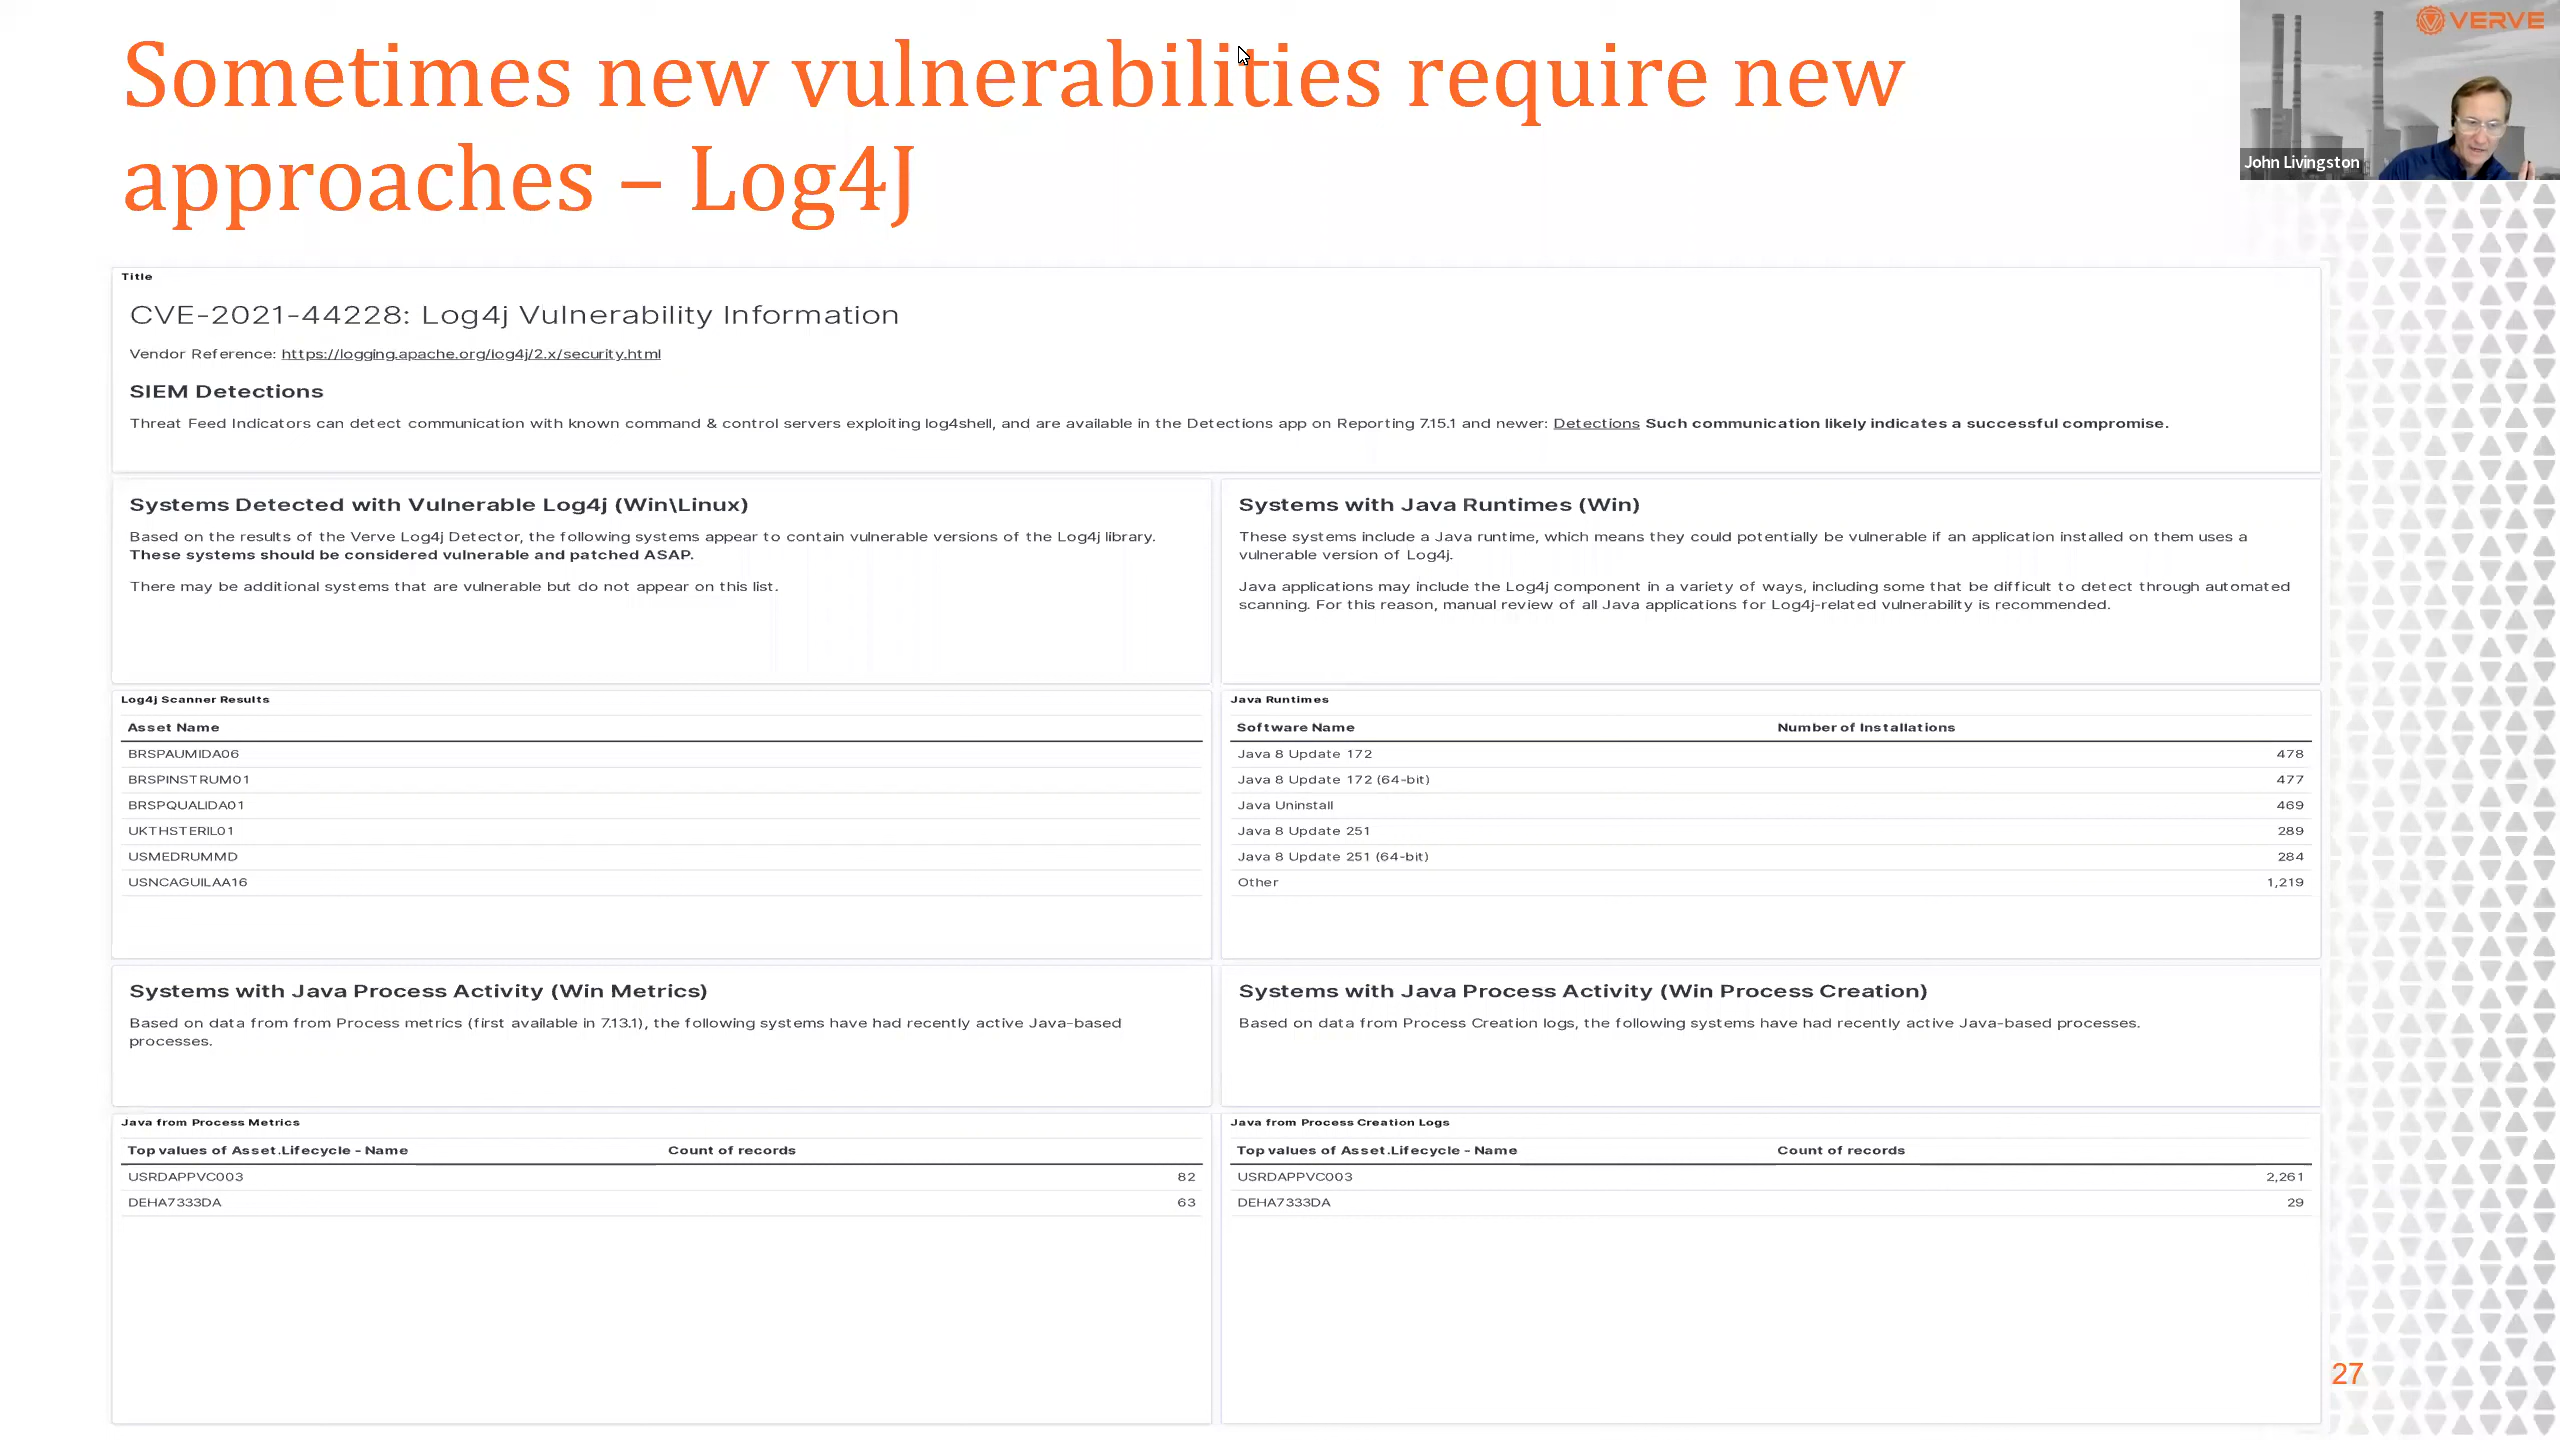 Sometimes new vulnerabilities require new
approaches – Log4J
VERVE
John Livingston
Title
CVE-2021-44228: Log4j Vulnerability Information
Vendor Reference: https://logging.apache.org/log4j/2.x/security.html
SIEM Detections
Threat Feed Indicators can detect communication with known command & control servers exploiting log4shell, and are available in the Detections app on Reporting 7.15.1 and newer: Detections Such communication likely indicates a successful compromise.
Systems Detected with Vulnerable Log4j (Win\Linux)
Based on the results of the Verve Log4j Detector, the following systems appear to contain vulnerable versions of the Log4j library.
These systems should be considered vulnerable and patched ASAP.
There may be additional systems that are vulnerable but do not appear on this list.
Systems with Java Runtimes (Win)
These systems include a Java runtime, which means they could potentially be vulnerable if an application installed on them uses a
vulnerable version of Log4j.
Java applications may include the Log4j component in a variety of ways, including some that be difficult to detect through automated
scanning. For this reason, manual review of all Java applications for Log4j-related vulnerability is recommended.
Log4j Scanner Results
Asset Name
BRSPAUMIDA06
BRSPINSTRUM01
BRSPQUALIDA01
UKTHSTERIL01
USMEDRUMMD
USNCAGUILAA16
Java Runtimes
Software Name Number of Installations
Java 8 Update 172 478
Java 8 Update 172 (64-bit) 477
Java Uninstall 469
Java 8 Update 251 289
Java 8 Update 251 (64-bit) 284
Other 1,219
Systems with Java Process Activity (Win Metrics)
Based on data from from Process metrics (first available in 7.13.1), the following systems have had recently active Java-based
processes.
Systems with Java Process Activity (Win Process Creation)
Based on data from Process Creation logs, the following systems have had recently active Java-based processes.
Java from Process Metrics
Top values of Asset.Lifecycle - Name Count of records
USRDAPPVC003 82
DEHA7333DA 63
Java from Process Creation Logs
Top values of Asset.Lifecycle - Name Count of records
USRDAPPVC003 2,261
DEHA7333DA 29
27